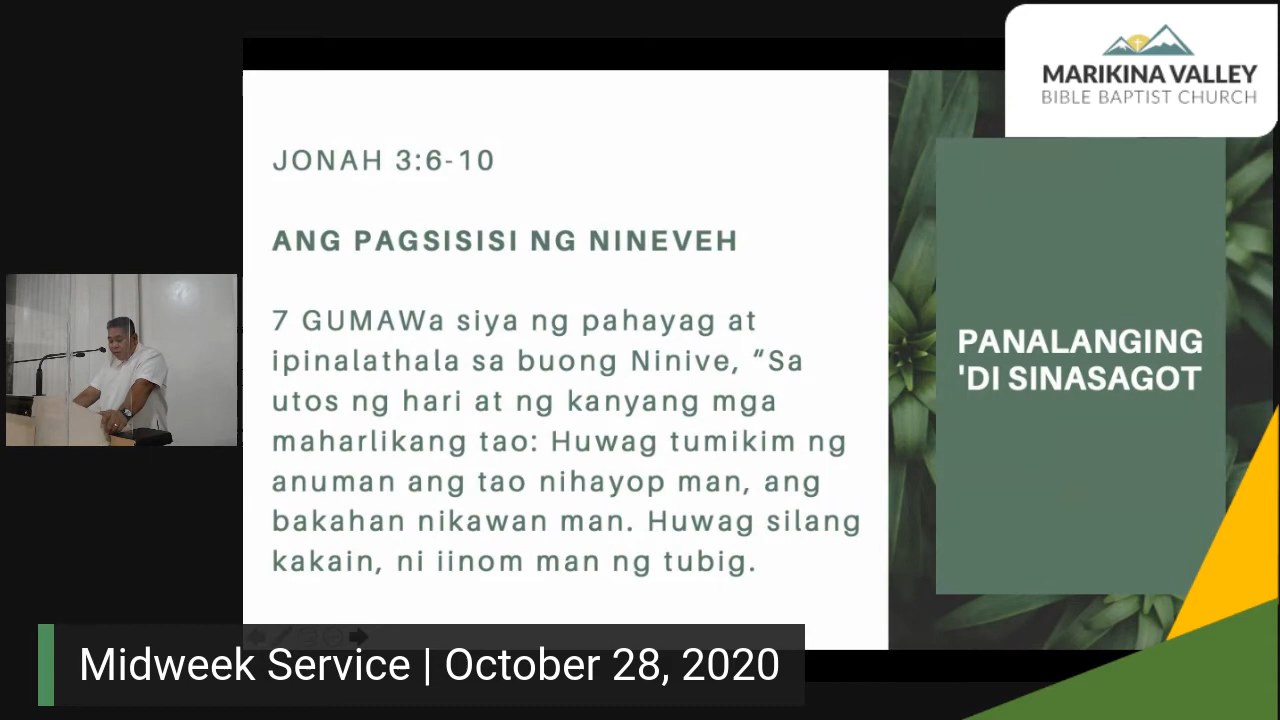 MARIKINA VALLEY
BIBLE BAPTIST CHURCH
JONAH 3:6-10
ANG PAGSISISI NG NINEVEH
7 GUMAWa siya ng pahayag at
ipinalathala sa buong Ninive, “Sa
utos ng hari at ng kanyang mga
maharlikang tao: Huwag tumikim ng
anuman ang tao nihayop man, ang
bakahan nikawan man. Huwag silang
kakain, ni iinom man ng tubig.
PANALANGING
'DI SINASAGOT
Midweek Service | October 28, 2020